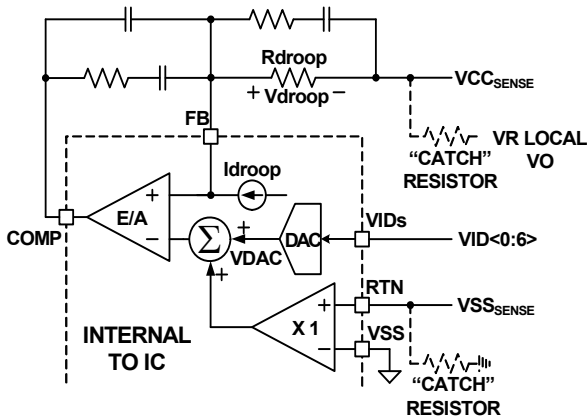 Rdroop
+ Vdroop −
VCCSENSE
FB
"CATCH"
RESISTOR
VR LOCAL
VO
Idroop
+
E/A
−
COMP
Σ
+
+
VDAC
DAC
VIDs
VID<0:6>
RTN
+
X 1
−
VSS
VSSSENSE
INTERNAL
TO IC
"CATCH"
RESISTOR